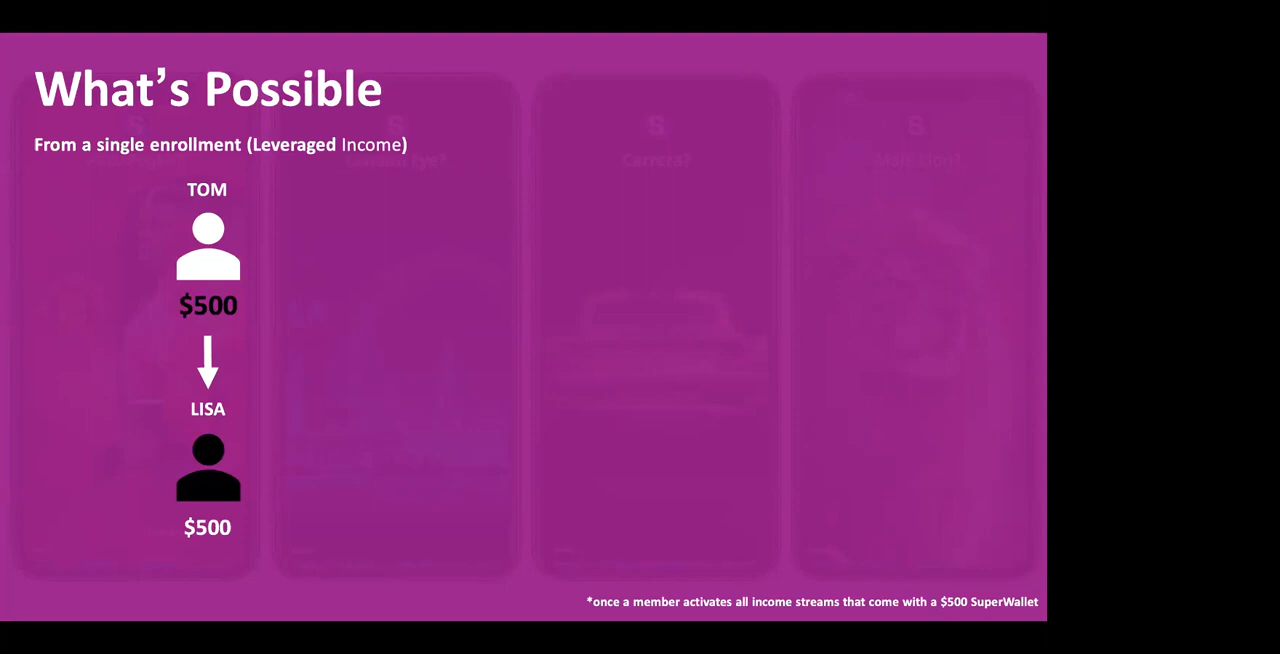 What's Possible
From a single enrollment (Leveraged Income)
Carrera?
TOM
$500
LISA
$500
*once a member activates all income streams that come with a $500 SuperWallet